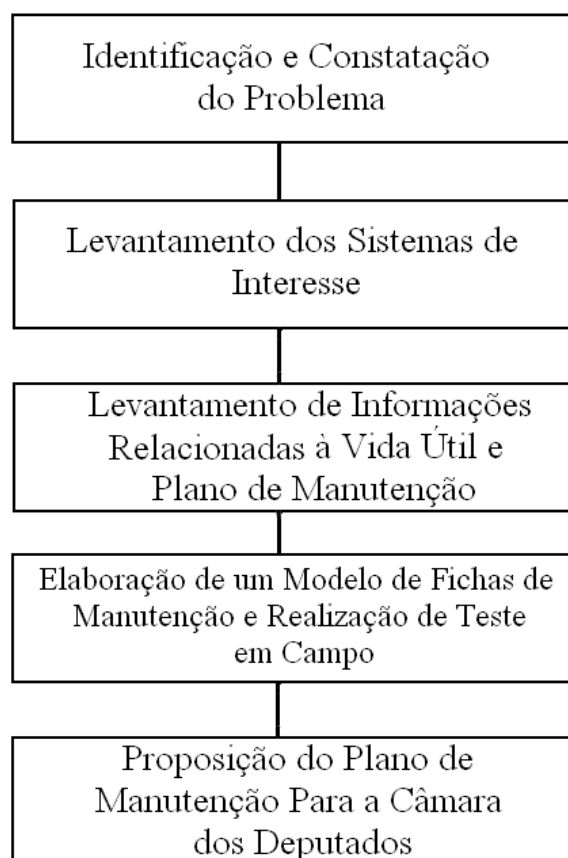 Identificação e Constatação
do Problema
Levantamento dos Sistemas de
Interesse
Levantamento de Informações
Relacionadas à Vida Útil e
Plano de Manutenção
Elaboração de um Modelo de Fichas de
Manutenção e Realização de Teste
em Campo
Proposição do Plano de
Manutenção Para a Câmara
dos Deputados